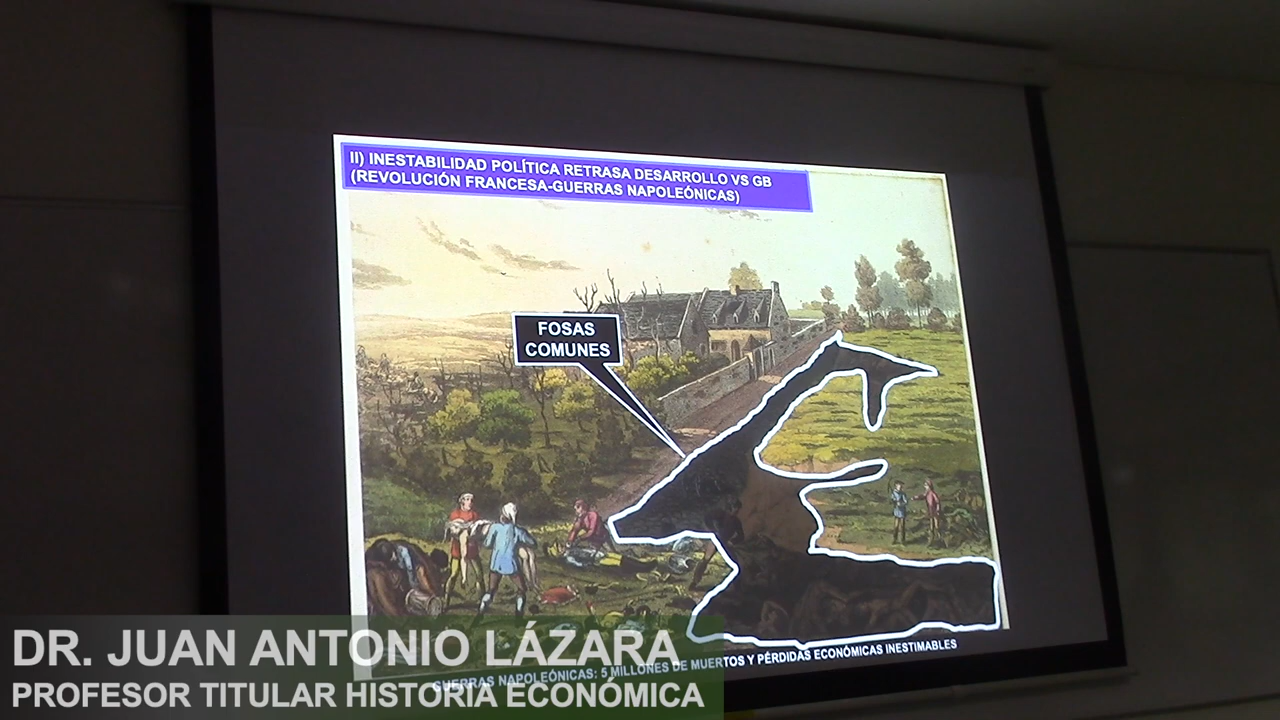 II) INESTABILIDAD POLÍTICA RETRASA DESARROLLO VS GB
(REVOLUCIÓN FRANCESA-GUERRAS NAPOLEÓNICAS)
FOSAS
COMUNES
GUERRAS NAPOLEÓNICAS: 5 MILLONES DE MUERTOS Y PÉRDIDAS ECONÓMICAS INESTIMABLES
DR. JUAN ANTONIO LÁZARA
PROFESOR TITULAR HISTORIA ECONÓMICA